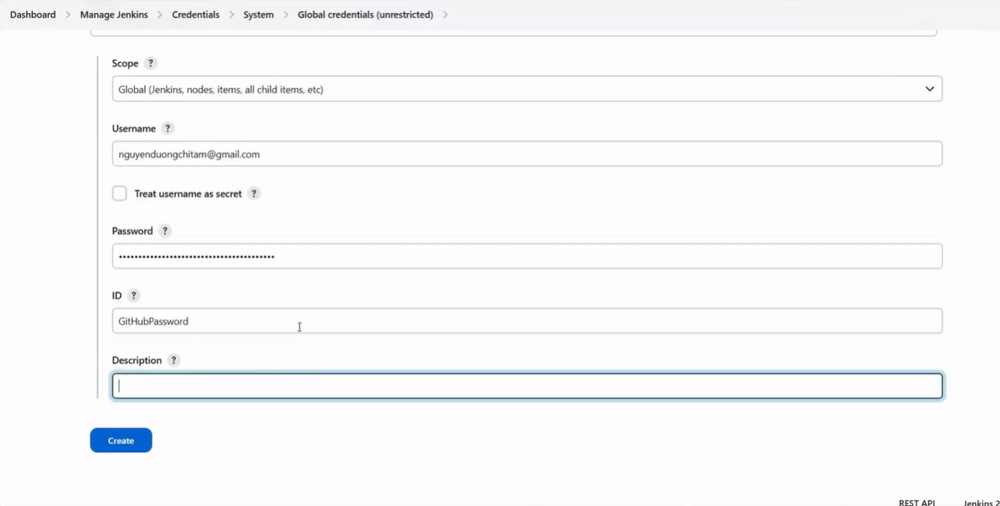 Dashboard > Manage Jenkins > Credentials > System > Global credentials (unrestricted) >
Scope ?
Global (Jenkins, nodes, items, all child items, etc)
Username ?
nguyenduongchitam@gmail.com
Treat username as secret ?
Password ?
••••••••••••••••••••••••••••••••••••••••
ID ?
GitHubPassword
Description ?
Create
REST API Jenkins 2